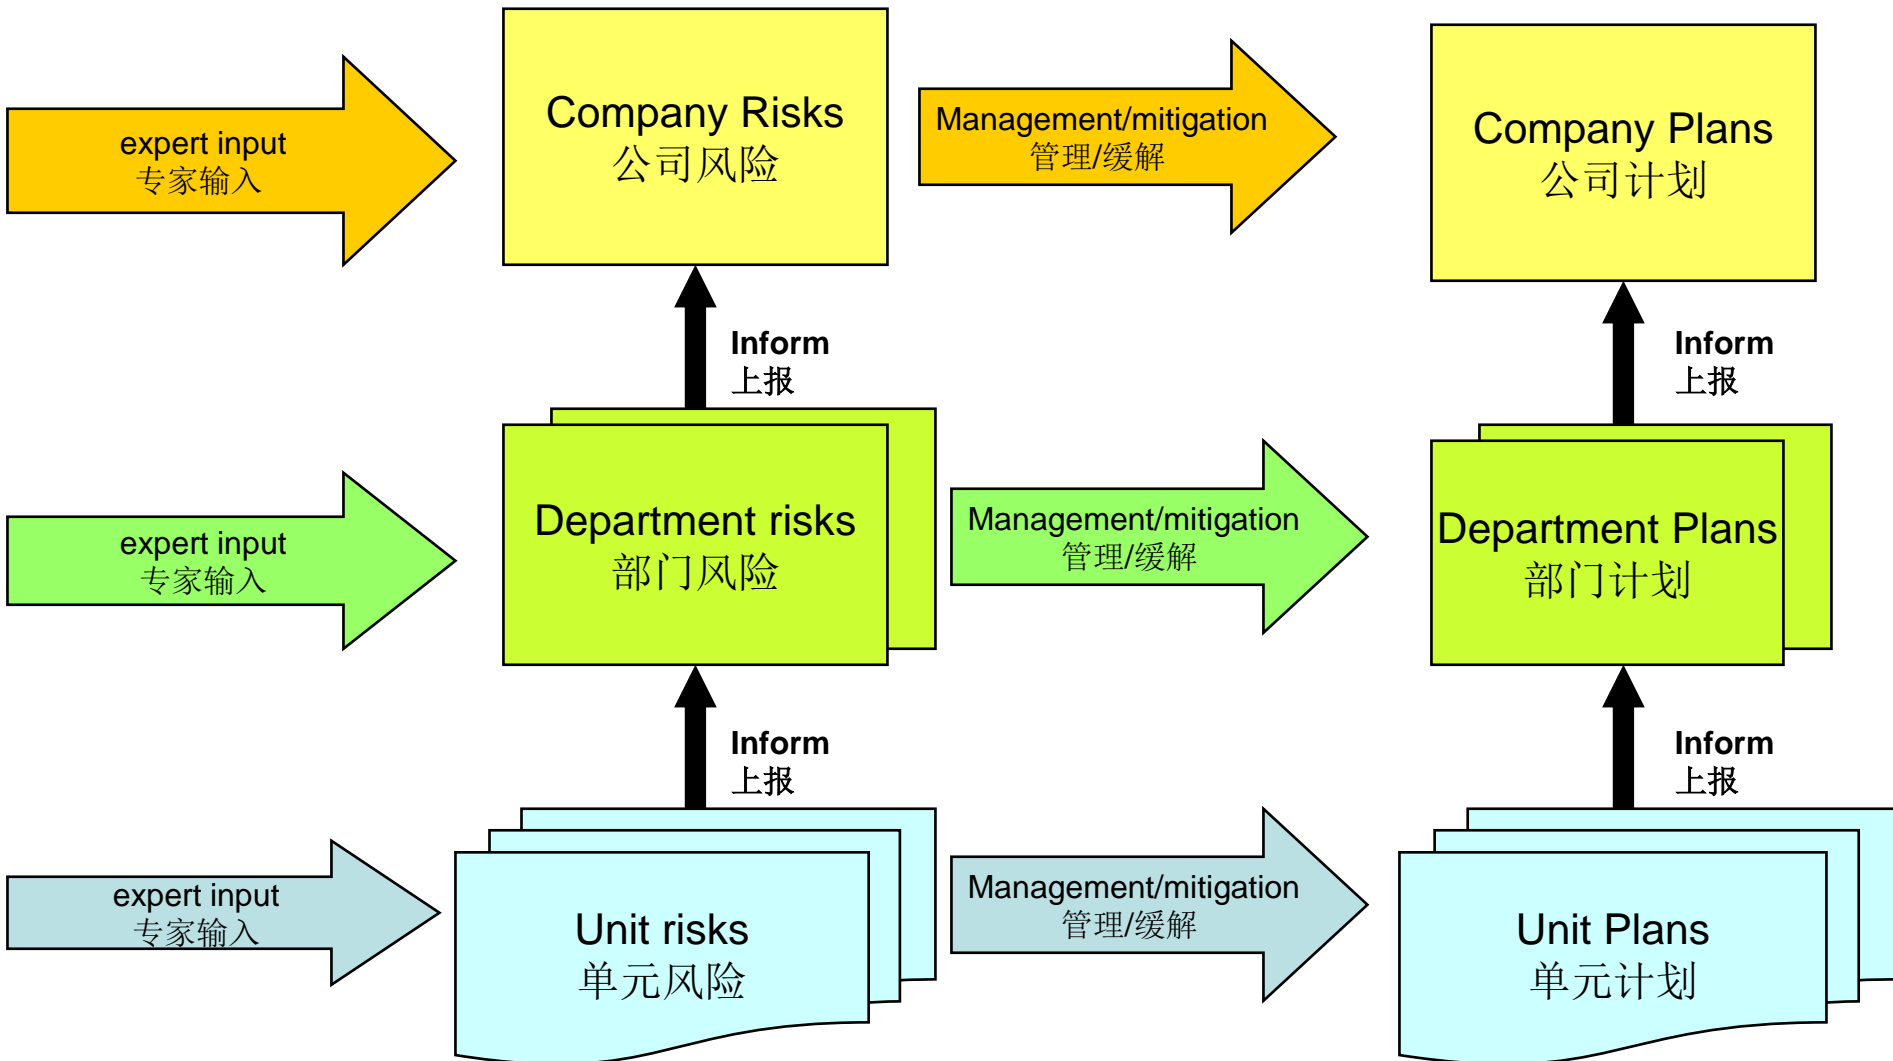 expert input
专家输入
Company Risks
公司风险
Management/mitigation
管理/缓解
Company Plans
公司计划
Inform
上报
Inform
上报
expert input
专家输入
Department risks
部门风险
Management/mitigation
管理/缓解
Department Plans
部门计划
Inform
上报
Inform
上报
expert input
专家输入
Unit risks
单元风险
Management/mitigation
管理/缓解
Unit Plans
单元计划